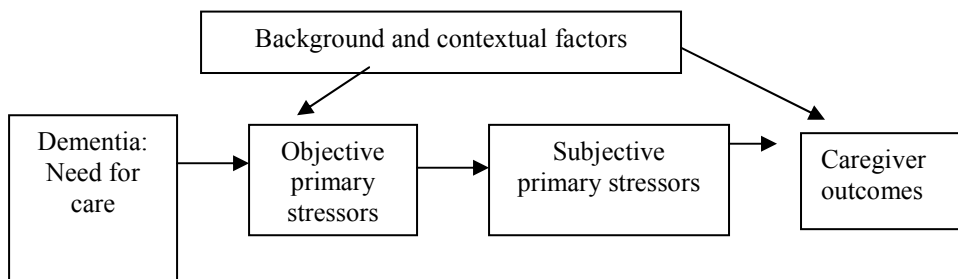 Background and contextual factors
Dementia:
Need for
care
Objective
primary
stressors
Subjective
primary stressors
Caregiver
outcomes